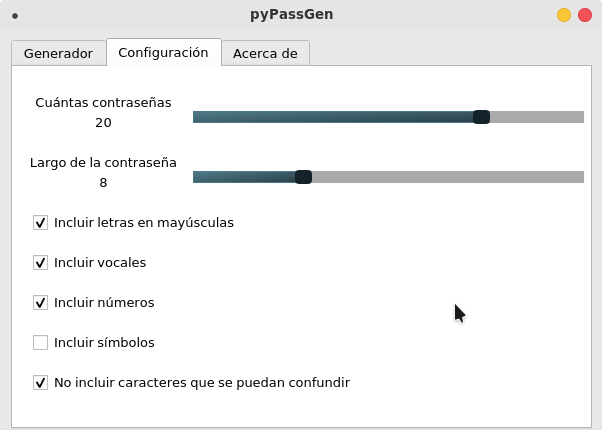 pyPassGen
Generador Configuración Acerca de
Cuántas contraseñas
20
Largo de la contraseña
8
Incluir letras en mayúsculas
Incluir vocales
Incluir números
Incluir símbolos
No incluir caracteres que se puedan confundir